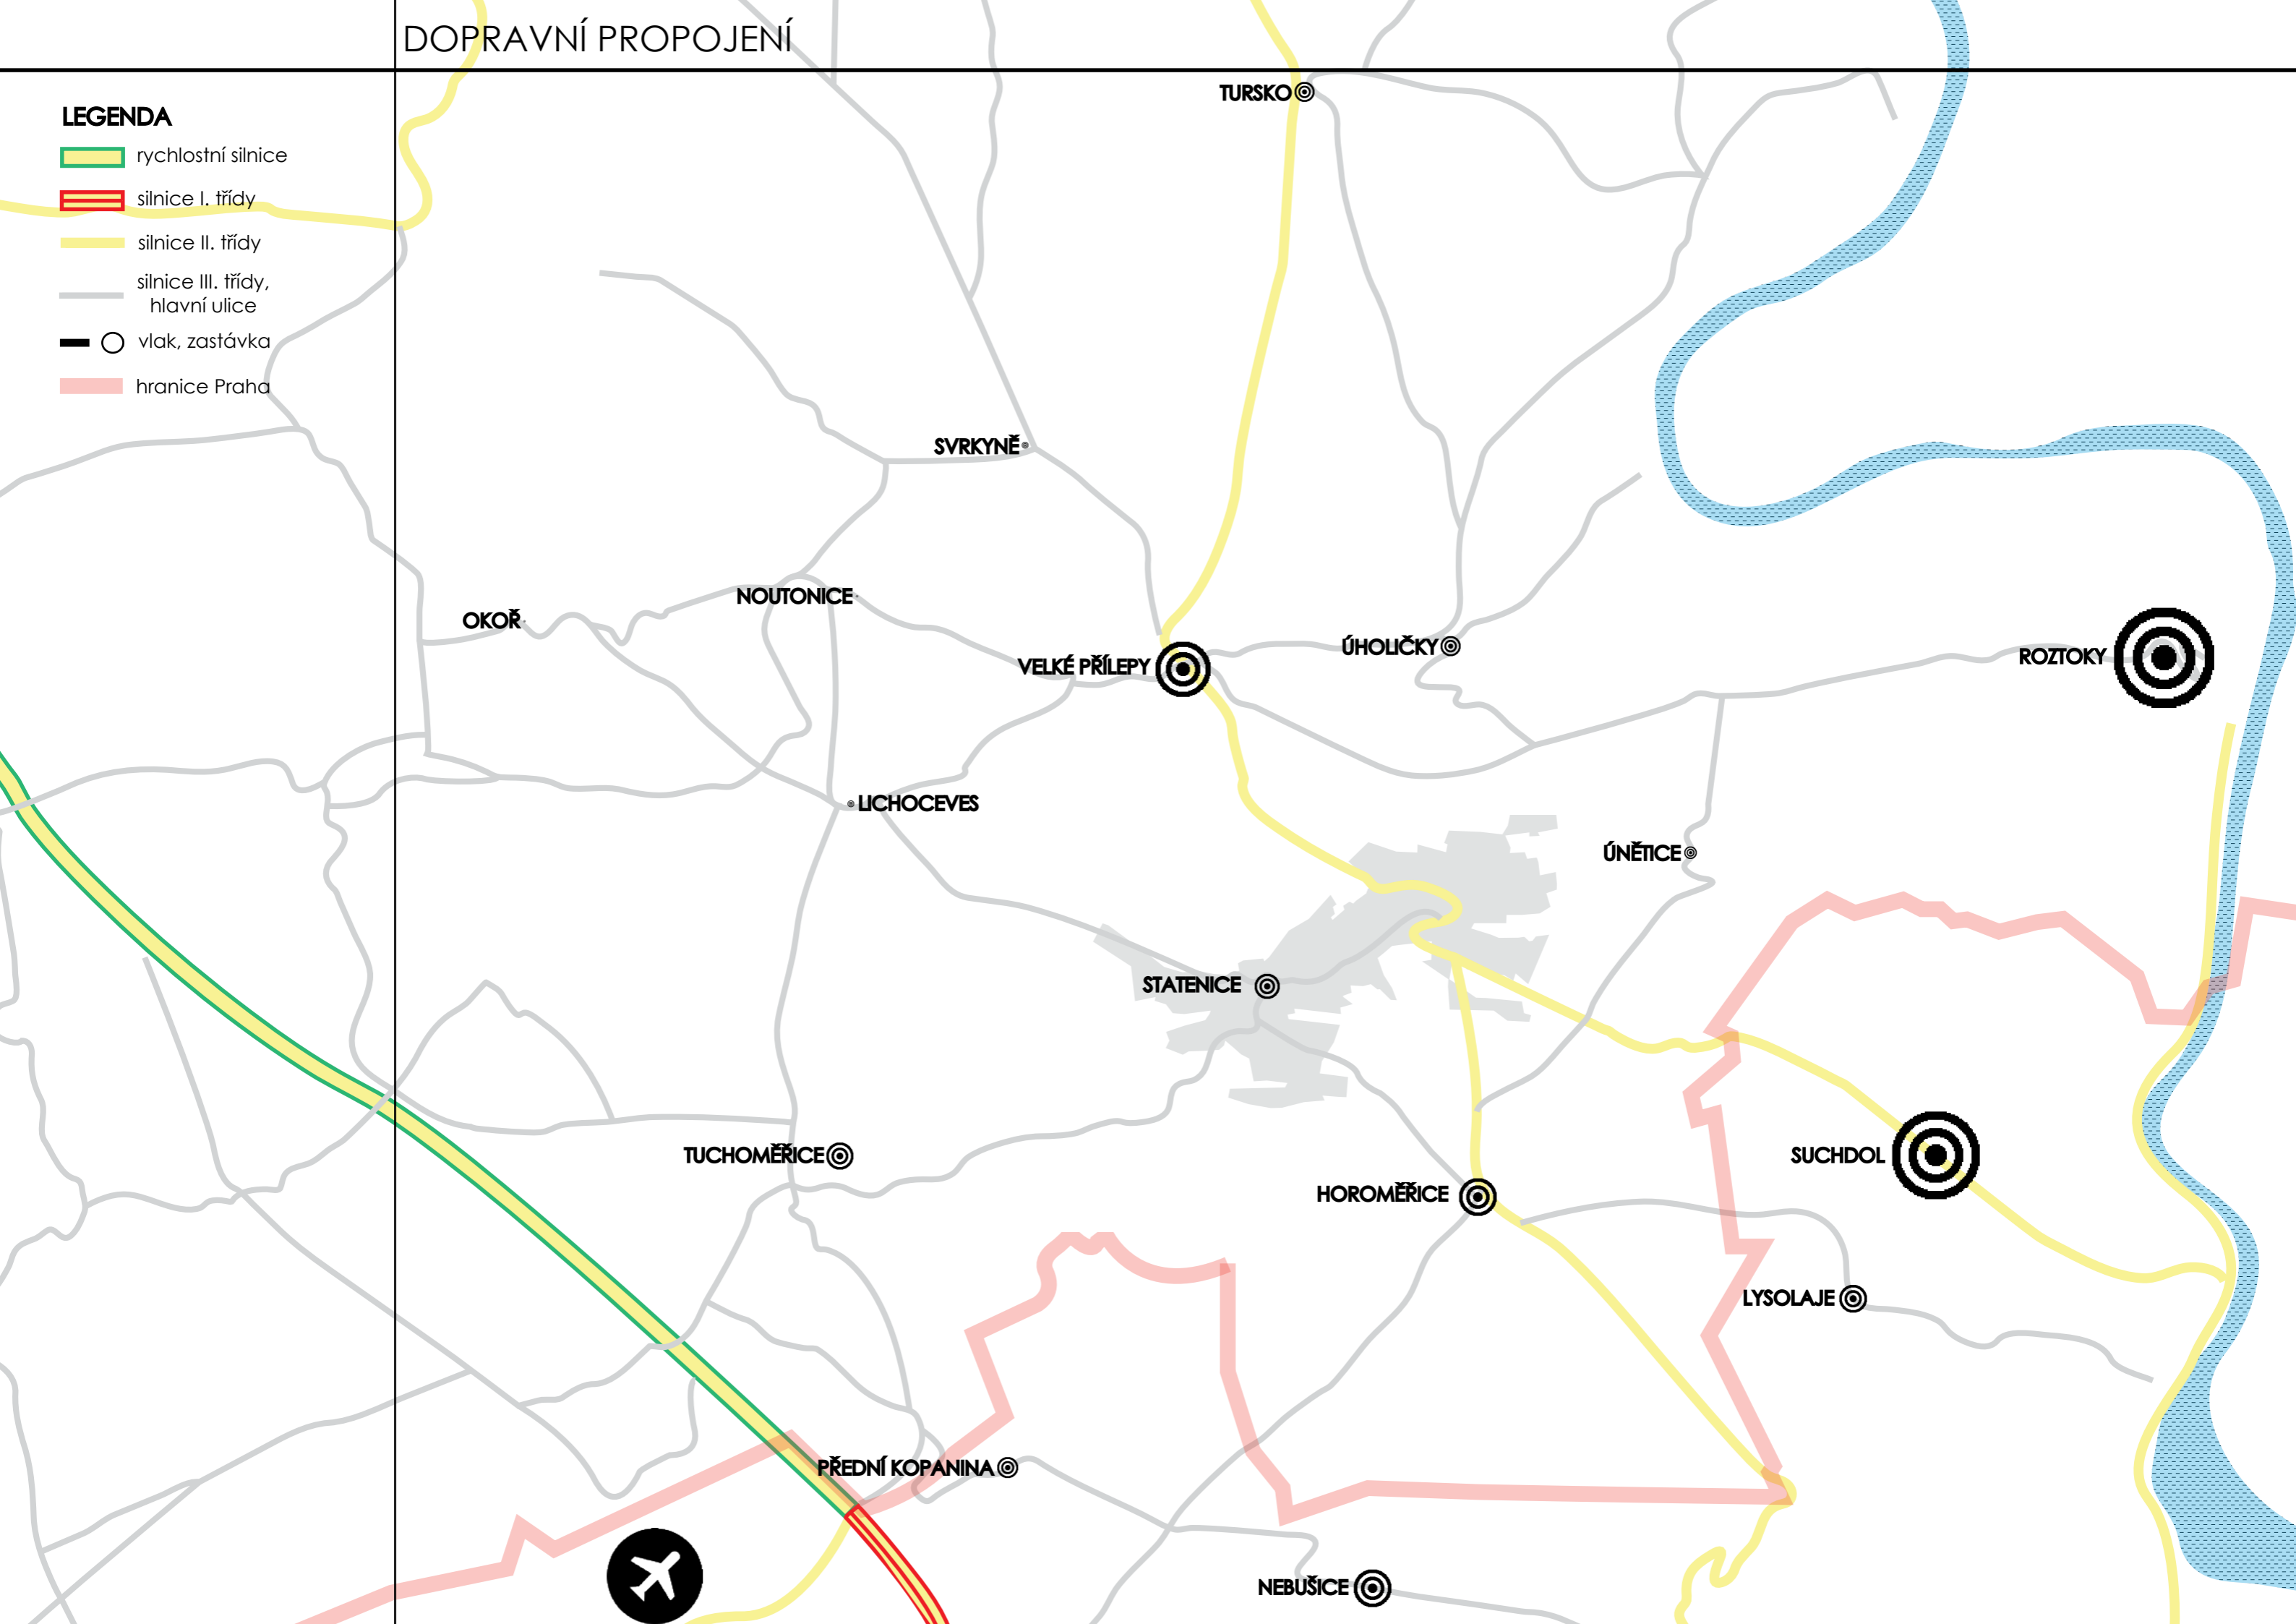 DOPRAVNÍ PROPOJENÍ
LEGENDA
rychlostní silnice
silnice I. třídy
silnice II. třídy
silnice III. třídy,
hlavní ulice
vlak, zastávka
hranice Praha
TURSKO
SVRKYNĚ
NOUTONICE
OKOŘ
ÚHOLIČKY
VELKÉ PŘÍLEPY
ROZTOKY
LICHOCEVES
ÚNĚTICE
STATENICE
TUCHOMĚŘICE
SUCHDOL
HOROMĚŘICE
LYSOLAJE
PŘEDNÍ KOPANINA
NEBUŠICE